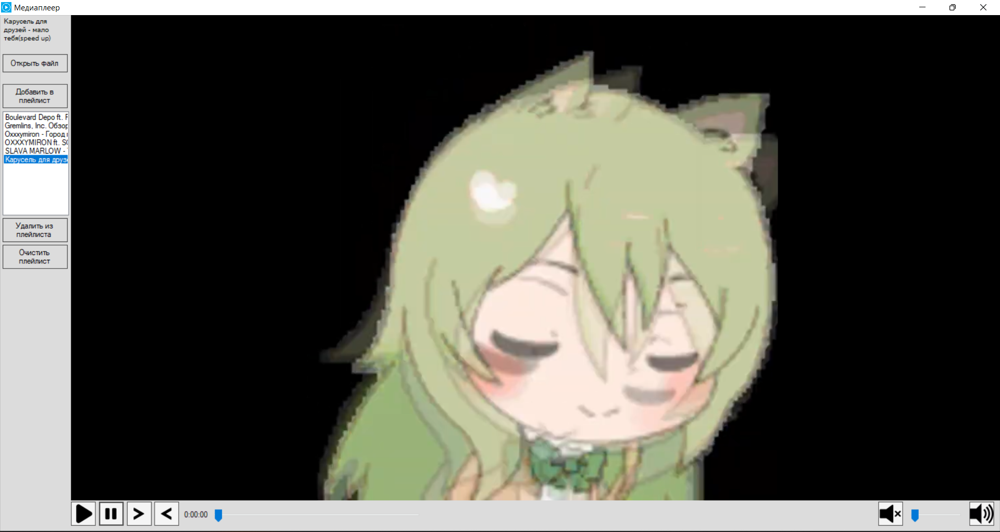 Медиаплеер
Карусель для
друзей - мало
тебя(speed up)
Открыть файл
Добавить в
плейлист
Boulevard Depo ft.
Gremlins, Inc. Обзор
Oxxxymiron - Город
OXXXYMIRON ft.
SLAVA MARLOW -
Карусель для
Удалить из
плейлиста
Очистить
плейлист
0:00:00